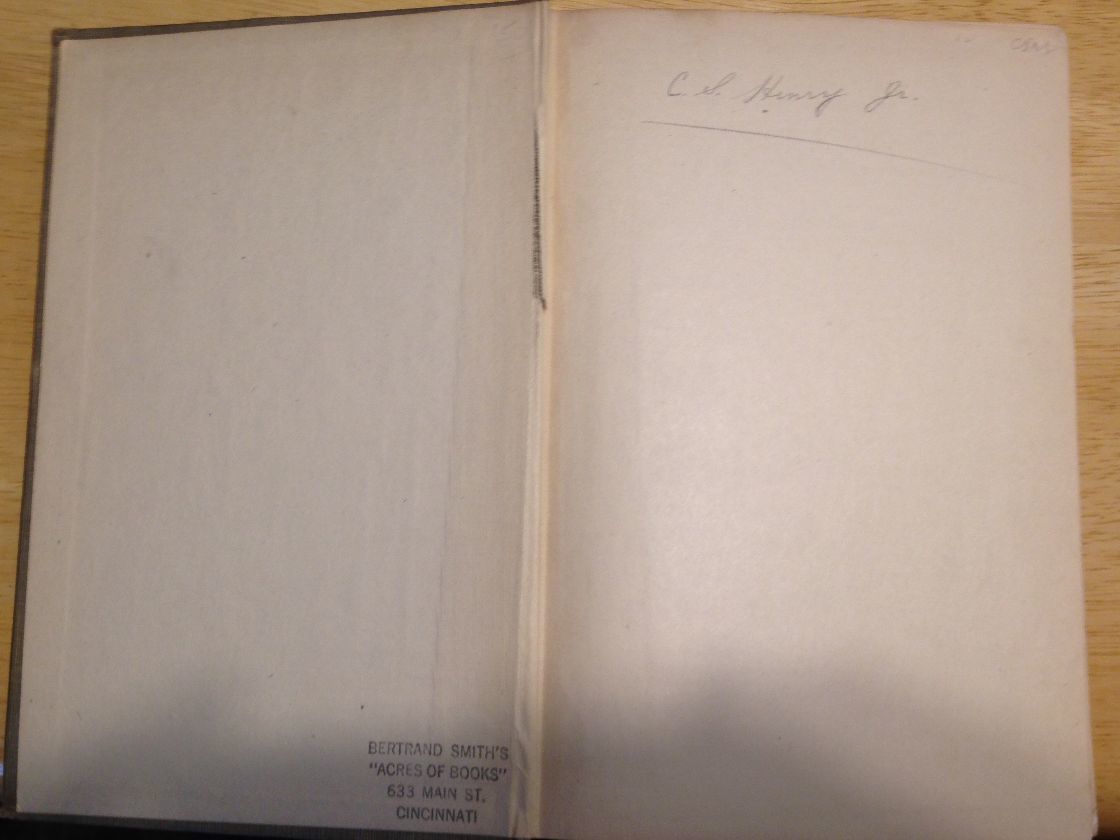 C. S. Henry Jr.
BERTRAND SMITH'S
"ACRES OF BOOKS"
633 MAIN ST.
CINCINNATI